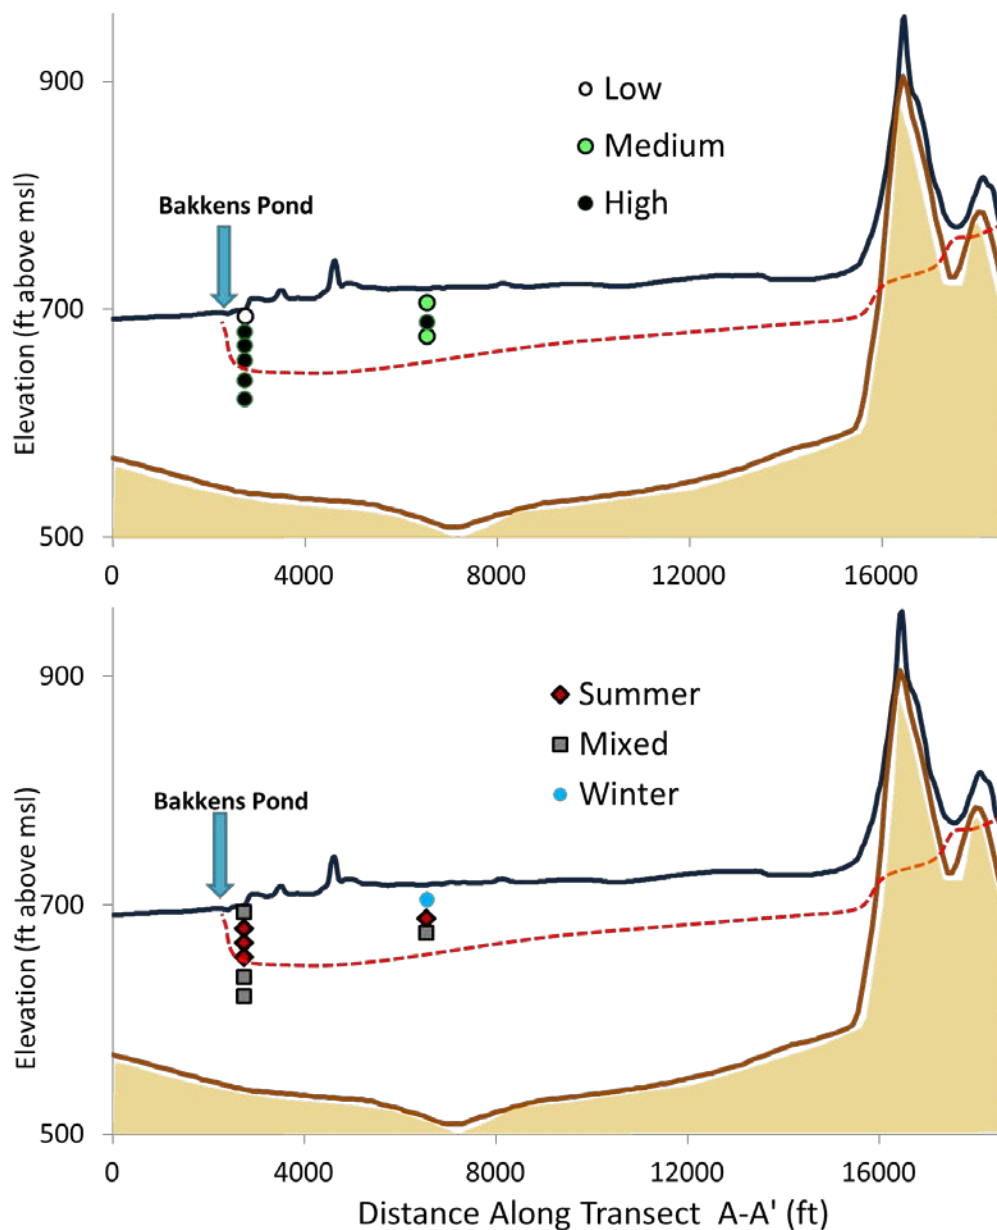 900
Low
Medium
Bakkens Pond
High
Elevation (ft above msl)
700
500
0
4000
8000
12000
16000
900
Summer
Mixed
Bakkens Pond
Winter
Elevation (ft above msl)
700
500
0
4000
8000
12000
16000
Distance Along Transect A-A' (ft)